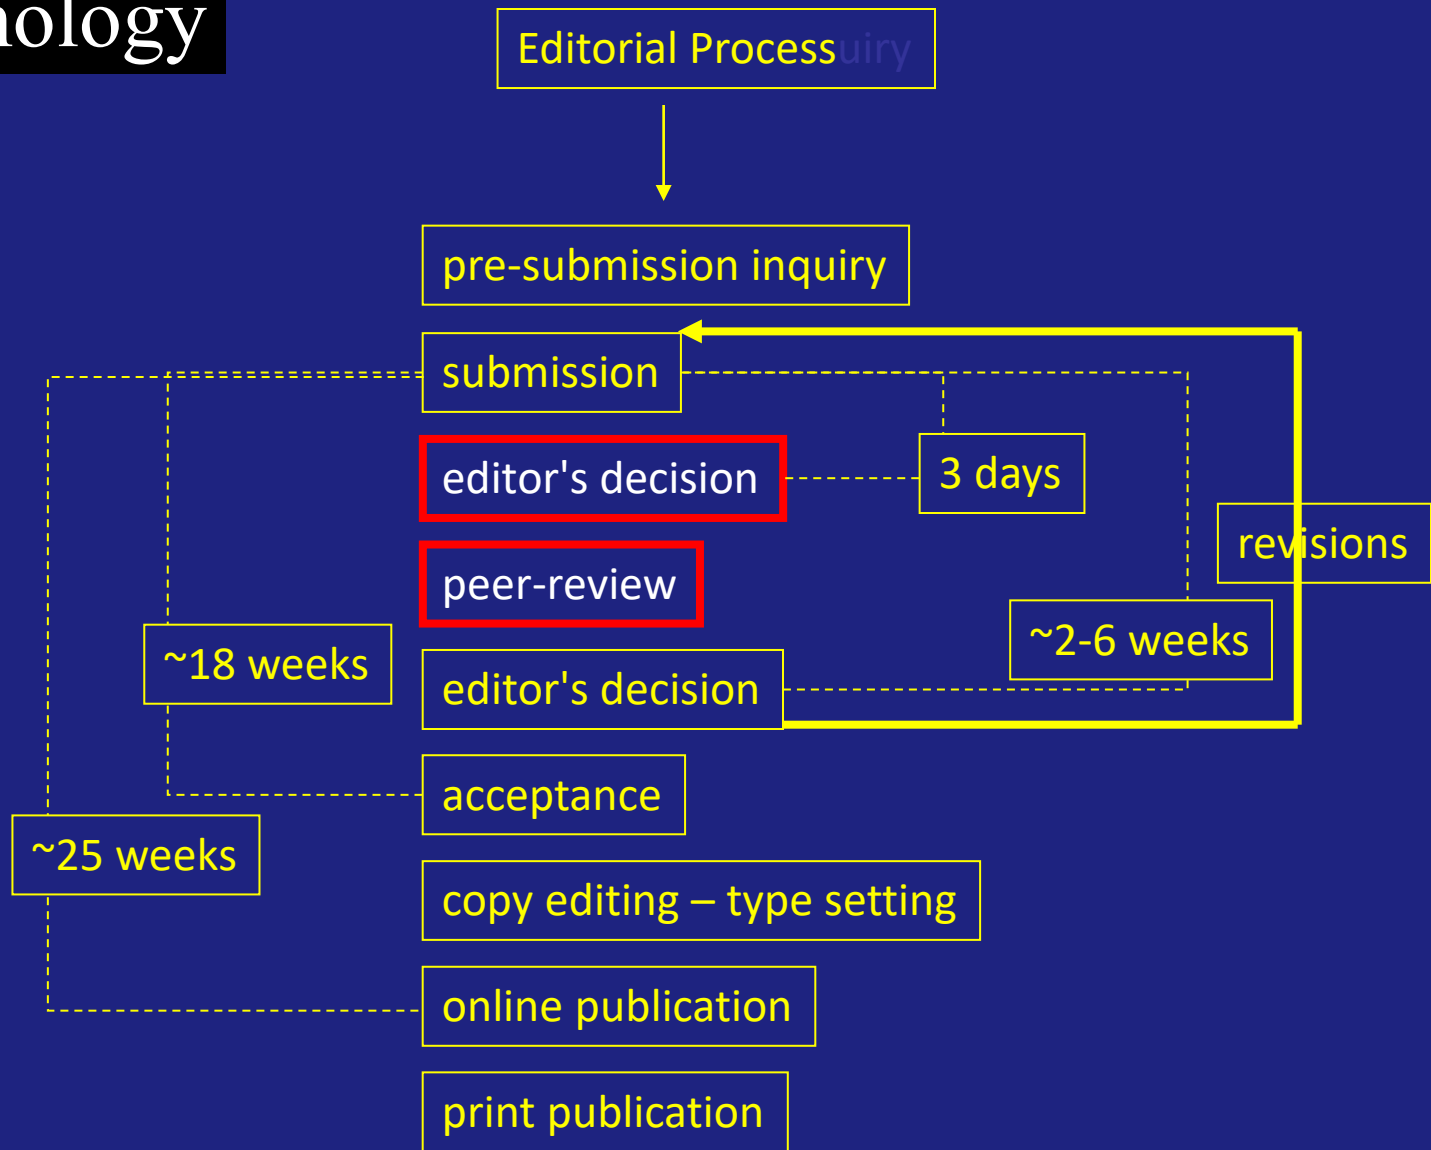 nology
Editorial Processuiry
pre-submission inquiry
submission
editor's decision
3 days
revisions
peer-review
~2-6 weeks
~18 weeks
editor's decision
acceptance
~25 weeks
copy editing – type setting
online publication
print publication